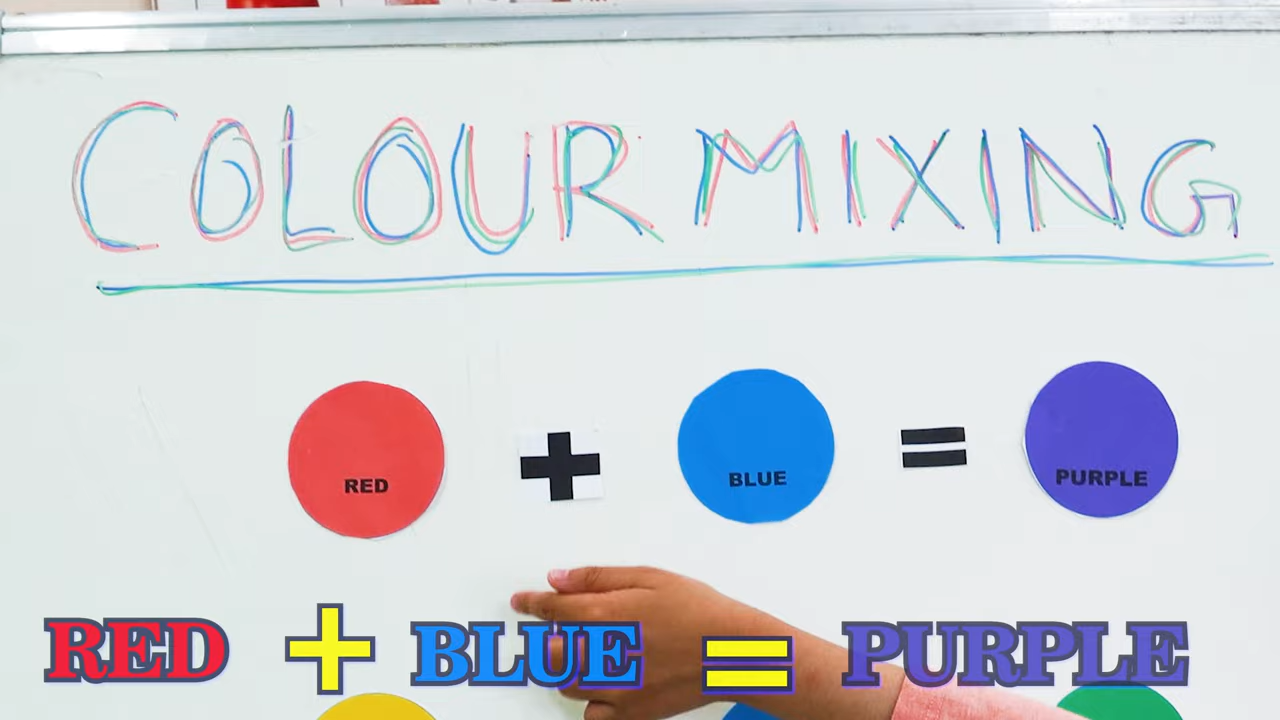 COLOUR MIXING
RED + BLUE = PURPLE
RED + BLUE = PURPLE